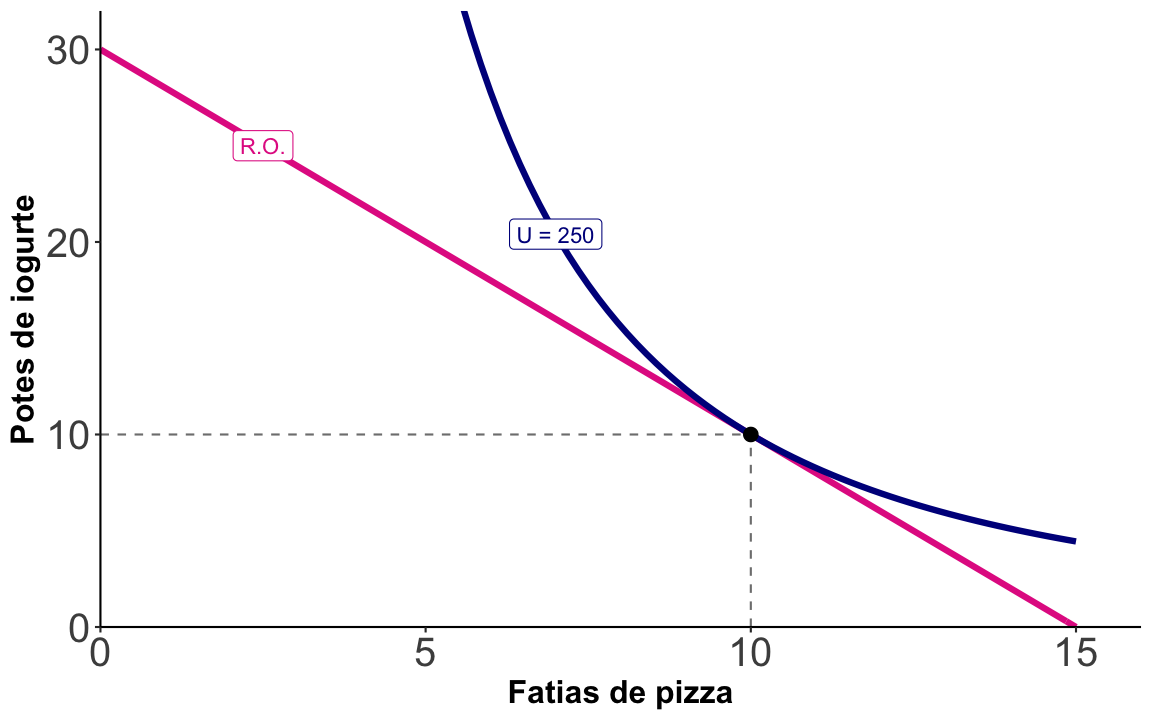 30
R.O.
U = 250
20
10
0
0 5 10 15
Potes de iogurte
Fatias de pizza